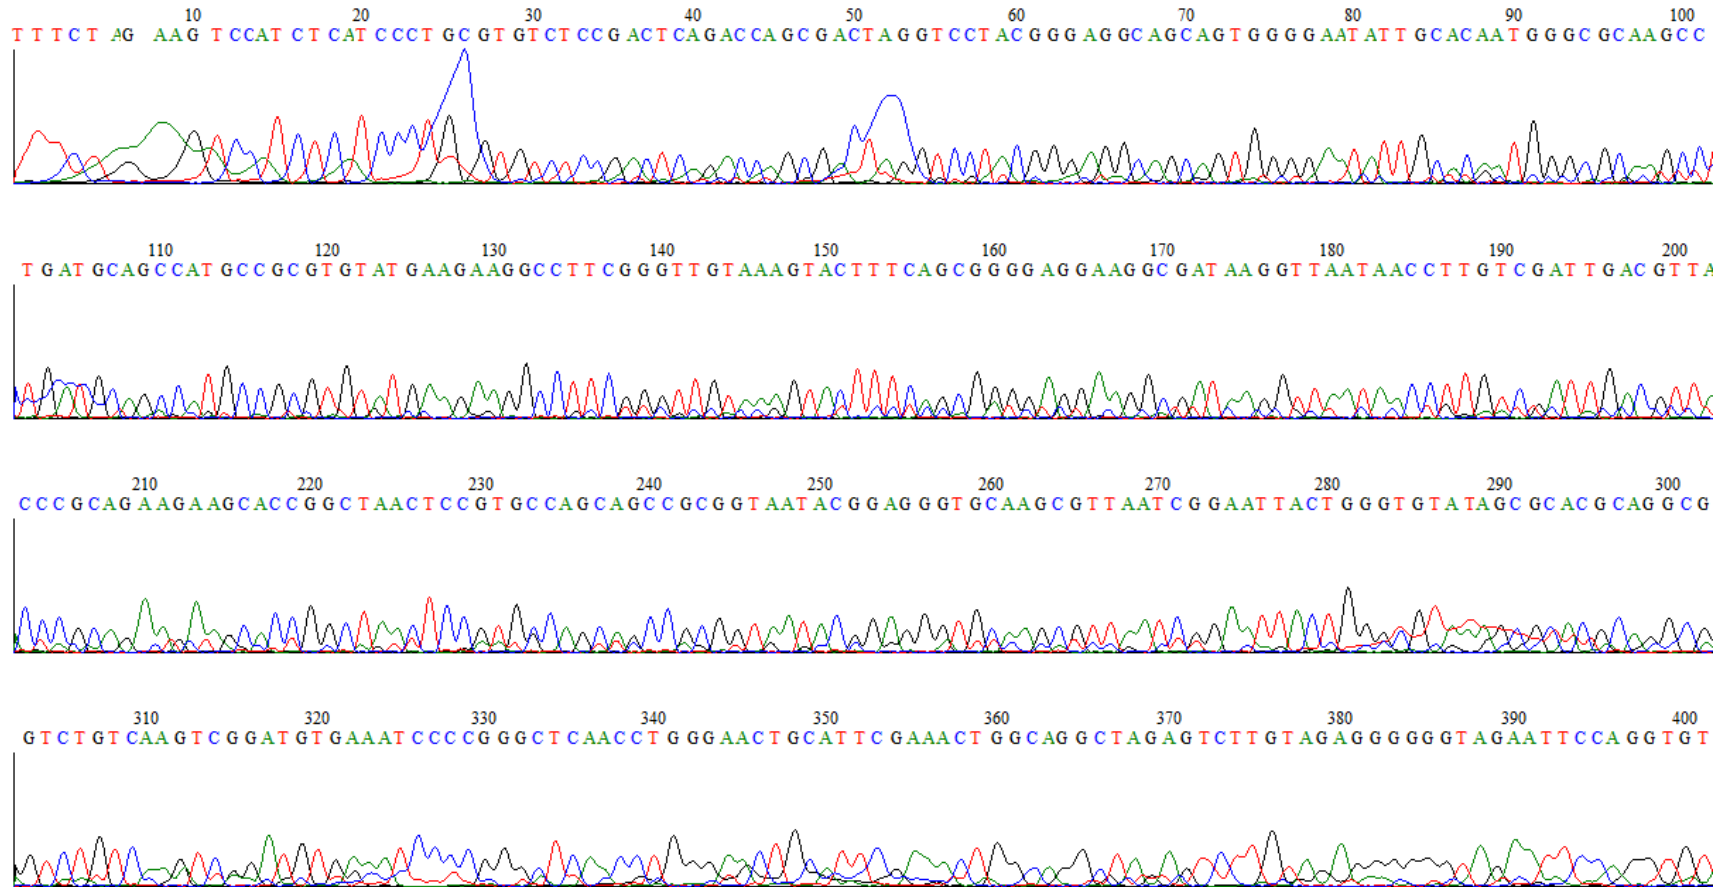 10 20 30 40 50 60 70 80 90 100
TTTCT AG AAG TCCATCTCATCCCTGCGTGTCTCCGACTCAGACCAGCGACTAGGTCCTACGGGAGGCAGCAGTGGGGAATATTGCACAATGGGCGCAAGCC
110 120 130 140 150 160 170 180 190 200
TGATGCAGCCATGCCGCGTGTATGAAGAAGGCCTTCGGGTTGTAAAGTACTTTCAGCGGGGAGGAAGGCGATAAGGTTAATAACCTTGTCGATTGACGTTA
210 220 230 240 250 260 270 280 290 300
CCCGCAGAAGAAGCACCGGCTAACTCCGTGCCAGCAGCCGCGGTAATACGGAGGGTGCAAGCGTTAATCGGAATTACTGGGTGTATAGCGCACGCAGGCG
310 320 330 340 350 360 370 380 390 400
GTCTGTCAAGTCGGATGTGAAATCCCCGGGCTCAACCTGGGAACTGCATTCGAAACTGGCAGGCTAGAGTCTTGTAGAGGGGGGTAGAATTCCAGGTGT